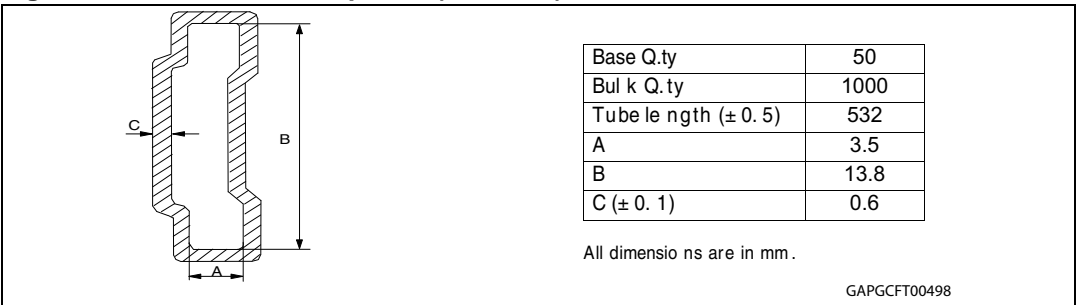 C
B
A
Base Q.ty 50
Bul k Q. ty 1000
Tube le ngth (± 0. 5) 532
A 3.5
B 13.8
C (± 0. 1) 0.6
All dimensio ns are in mm .
GAPGCFT00498